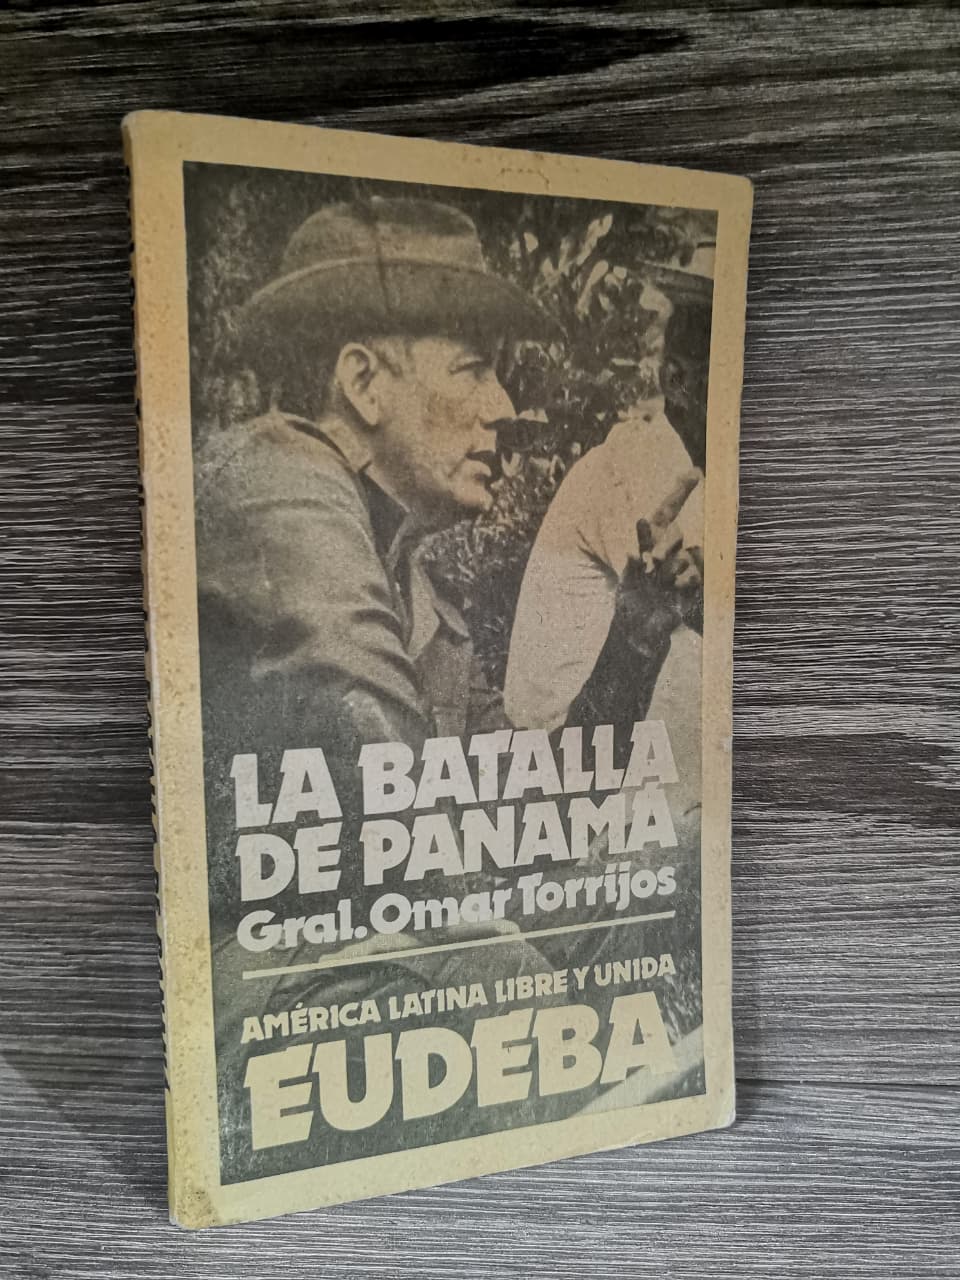 LA BATALLA
DE PANAMÁ
Gral. Omar Torrijos
AMÉRICA LATINA LIBRE Y UNIDA
EUDEBA